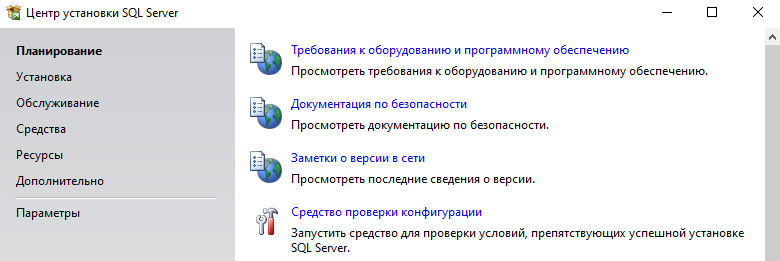 Центр установки SQL Server
Планирование
Установка
Обслуживание
Средства
Ресурсы
Дополнительно
Параметры
Требования к оборудованию и программному обеспечению
Просмотреть требования к оборудованию и программному обеспечению.
Документация по безопасности
Просмотреть документацию по безопасности.
Заметки о версии в сети
Просмотреть последние сведения о версии.
Средство проверки конфигурации
Запустить средство для проверки условий, препятствующих успешной установке
SQL Server.